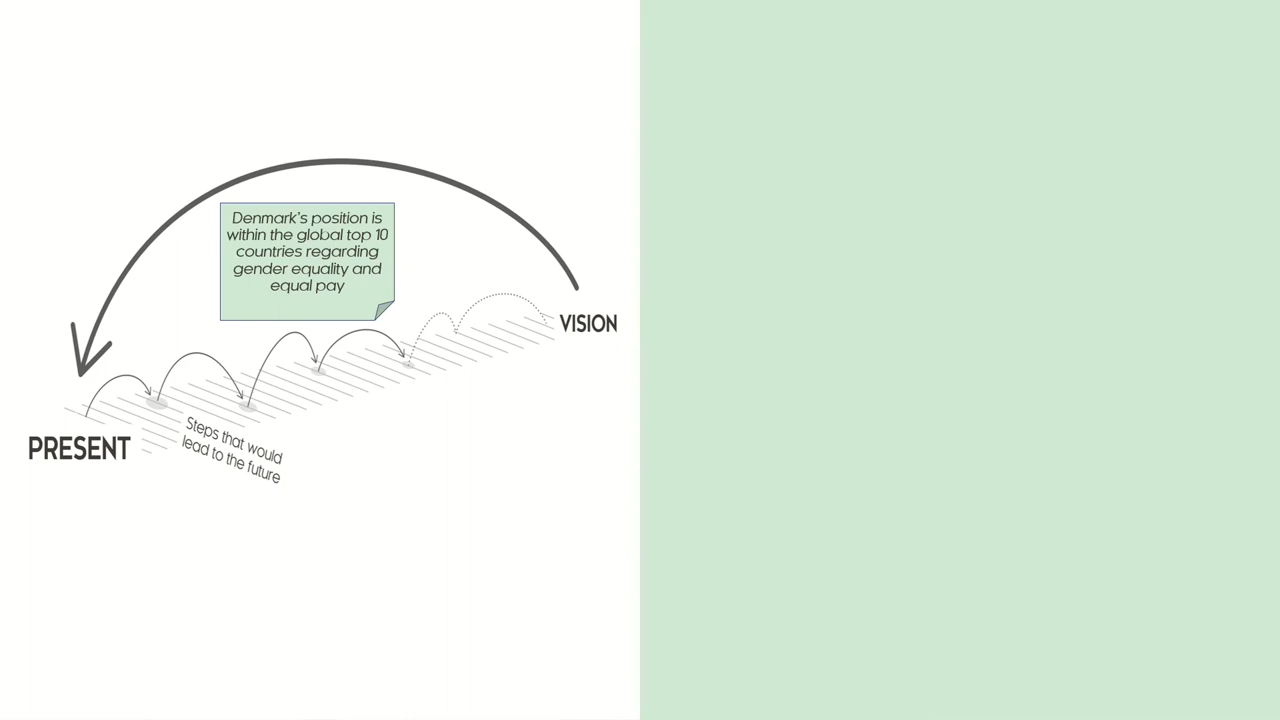 Denmark's position is
within the global top 10
countries regarding
gender equality and
equal pay
VISION
PRESENT
Steps that would
lead to the future